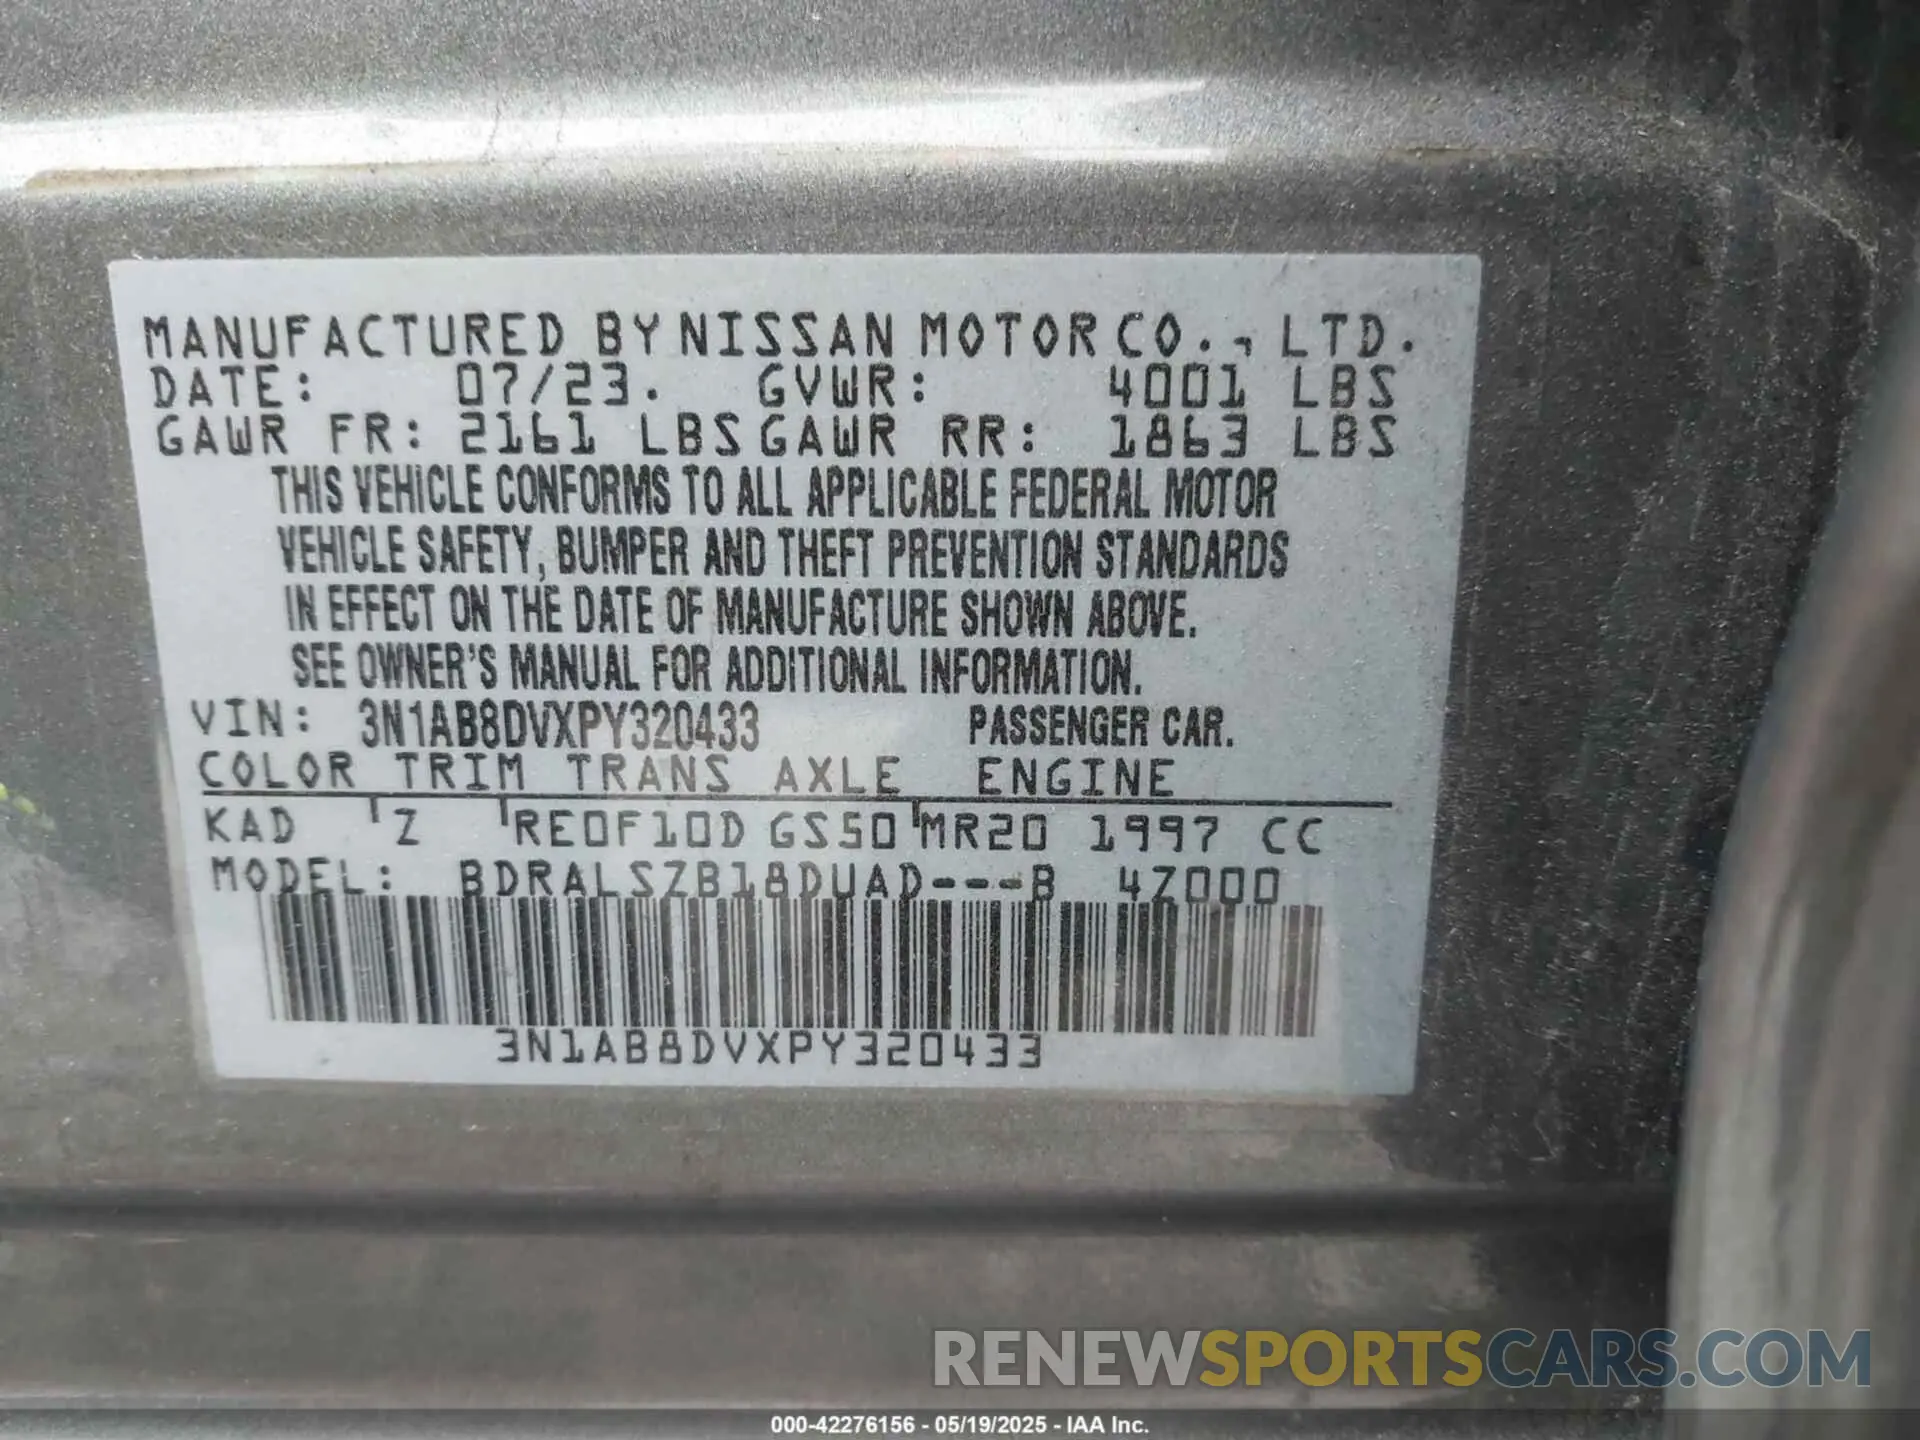 MANUFACTURED BY NISSAN MOTOR CO., LTD.
DATE: 07/23. GVWR: 4001 LBS
GAWR FR: 2161 LBS GAWR RR: 1863 LBS
THIS VEHICLE CONFORMS TO ALL APPLICABLE FEDERAL MOTOR
VEHICLE SAFETY, BUMPER AND THEFT PREVENTION STANDARDS
IN EFFECT ON THE DATE OF MANUFACTURE SHOWN ABOVE.
SEE OWNER'S MANUAL FOR ADDITIONAL INFORMATION.
VIN: 3N1AB8DVXPY320433 PASSENGER CAR.
COLOR TRIM TRANS AXLE ENGINE
KAD Z RE0F10D GS50 MR20 1997 CC
MODEL: BDRALSZB18DUAD---B 4Z000
3N1AB8DVXPY320433
RENEWSPORTSCARS.COM
000-42276156 - 05/19/2025 - IAA Inc.